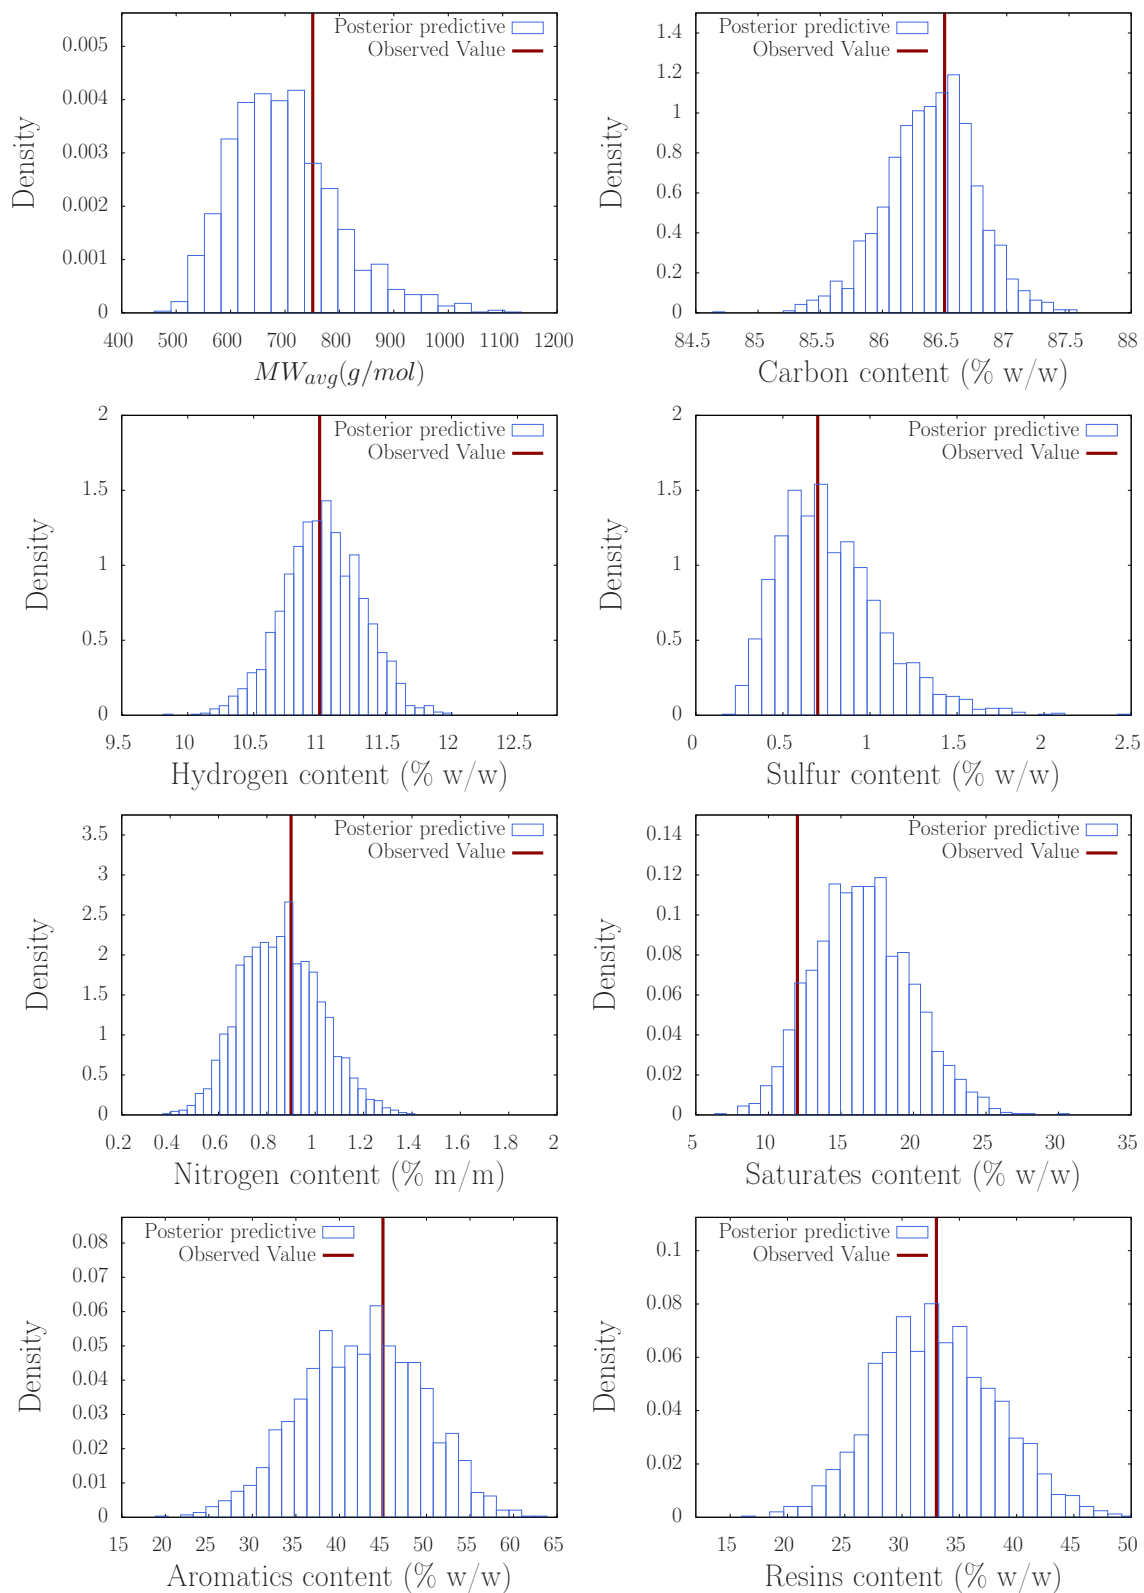 Posterior predictive
Observed Value
Density
0.005
0.004
0.003
0.002
0.001
0
400 500 600 700 800 900 1000 1100 1200
MW_avg(g/mol)
Posterior predictive
Observed Value
Density
1.4
1.2
1
0.8
0.6
0.4
0.2
0
84.5 85 85.5 86 86.5 87 87.5 88
Carbon content (% w/w)
Posterior predictive
Observed Value
Density
2
1.5
1
0.5
0
9.5 10 10.5 11 11.5 12 12.5
Hydrogen content (% w/w)
Posterior predictive
Observed Value
Density
2
1.5
1
0.5
0
0 0.5 1 1.5 2 2.5
Sulfur content (% w/w)
Posterior predictive
Observed Value
Density
3.5
3
2.5
2
1.5
1
0.5
0
0.2 0.4 0.6 0.8 1 1.2 1.4 1.6 1.8 2
Nitrogen content (% m/m)
Posterior predictive
Observed Value
Density
0.14
0.12
0.1
0.08
0.06
0.04
0.02
0
5 10 15 20 25 30 35
Saturates content (% w/w)
Posterior predictive
Observed Value
Density
0.08
0.07
0.06
0.05
0.04
0.03
0.02
0.01
0
15 20 25 30 35 40 45 50 55 60 65
Aromatics content (% w/w)
Posterior predictive
Observed Value
Density
0.1
0.08
0.06
0.04
0.02
0
15 20 25 30 35 40 45 50
Resins content (% w/w)